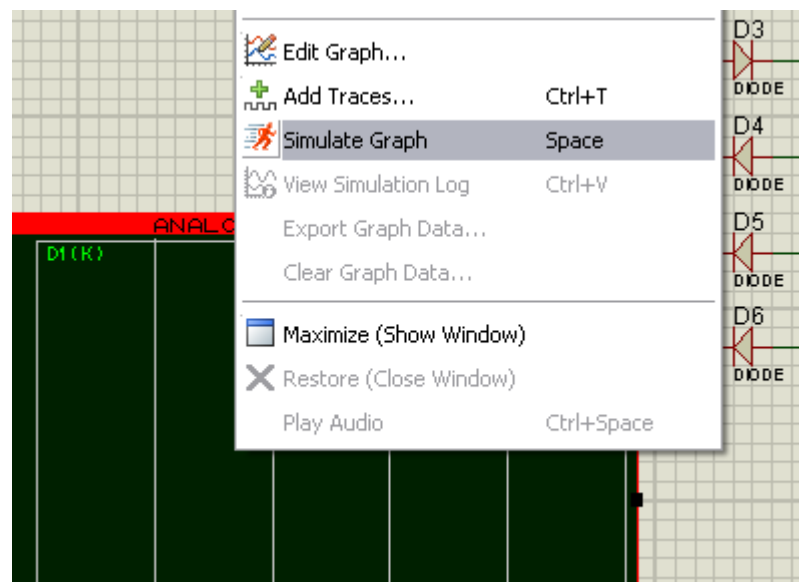 Edit Graph...
Add Traces... Ctrl+T
Simulate Graph Space
View Simulation Log Ctrl+V
Export Graph Data...
Clear Graph Data...
Maximize (Show Window)
Restore (Close Window)
Play Audio Ctrl+Space
ANALO
D1(K)
D3
DIODE
D4
DIODE
D5
DIODE
D6
DIODE